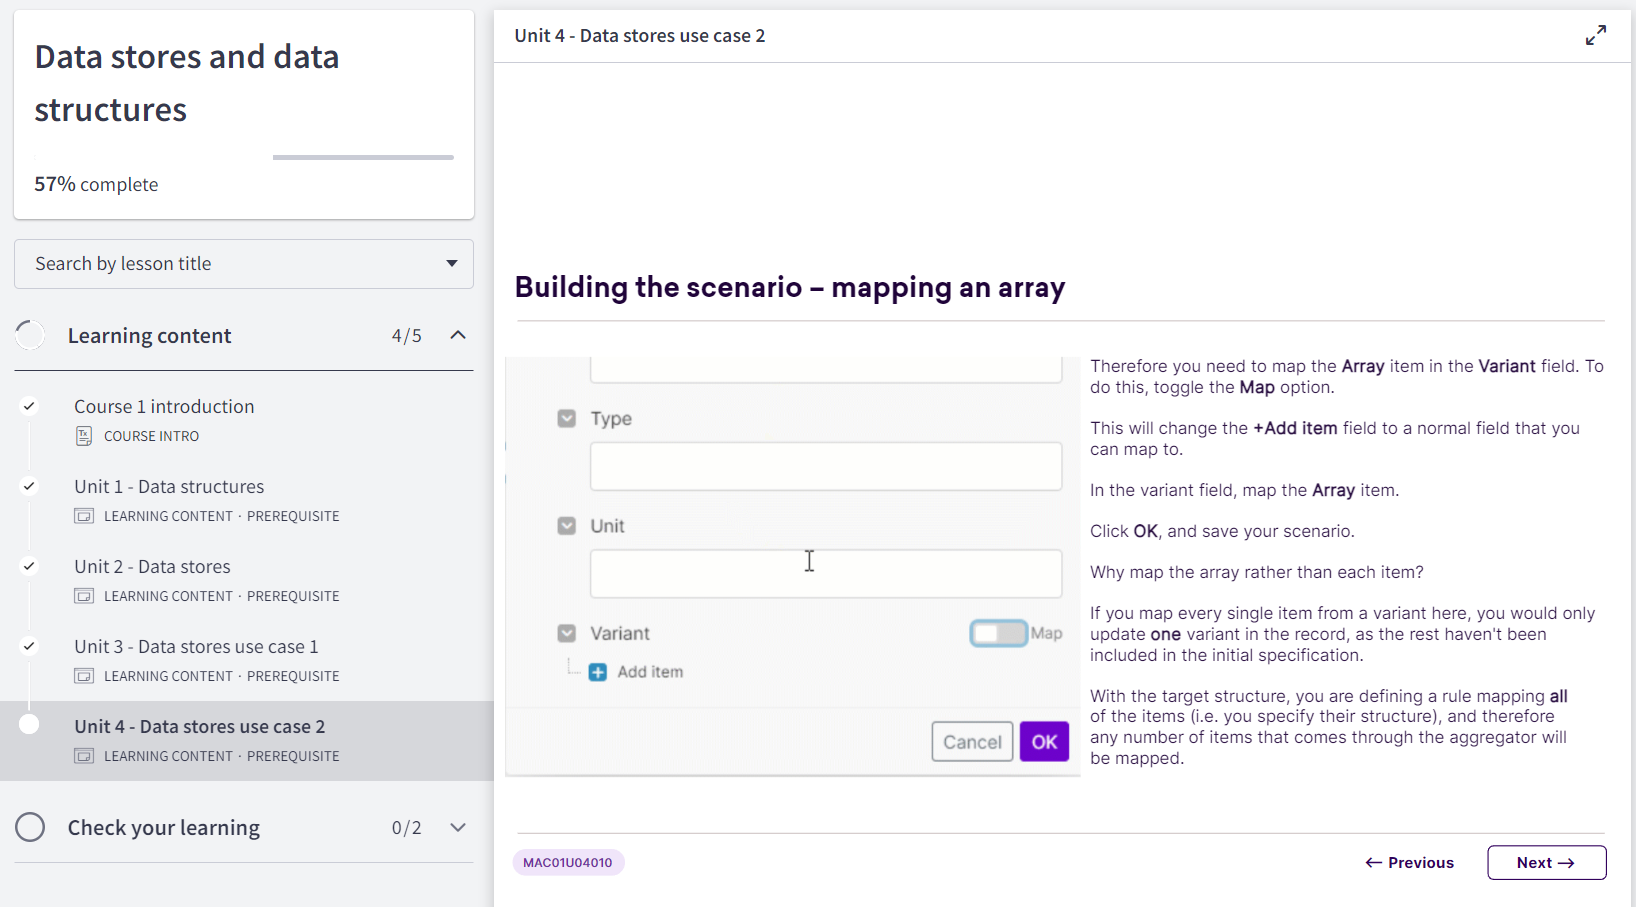 Data stores and data
structures
57% complete
Search by lesson title
Learning content 4/5
Course 1 introduction
COURSE INTRO
Unit 1 - Data structures
LEARNING CONTENT · PREREQUISITE
Unit 2 - Data stores
LEARNING CONTENT · PREREQUISITE
Unit 3 - Data stores use case 1
LEARNING CONTENT · PREREQUISITE
Unit 4 - Data stores use case 2
LEARNING CONTENT · PREREQUISITE
Check your learning 0/2
Unit 4 - Data stores use case 2
Building the scenario – mapping an array
Type
Unit
Variant Map
Add item
Cancel OK
Therefore you need to map the Array item in the Variant field. To
do this, toggle the Map option.
This will change the +Add item field to a normal field that you
can map to.
In the variant field, map the Array item.
Click OK, and save your scenario.
Why map the array rather than each item?
If you map every single item from a variant here, you would only
update one variant in the record, as the rest haven't been
included in the initial specification.
With the target structure, you are defining a rule mapping all
of the items (i.e. you specify their structure), and therefore
any number of items that comes through the aggregator will
be mapped.
MAC01U04010
← Previous
Next →